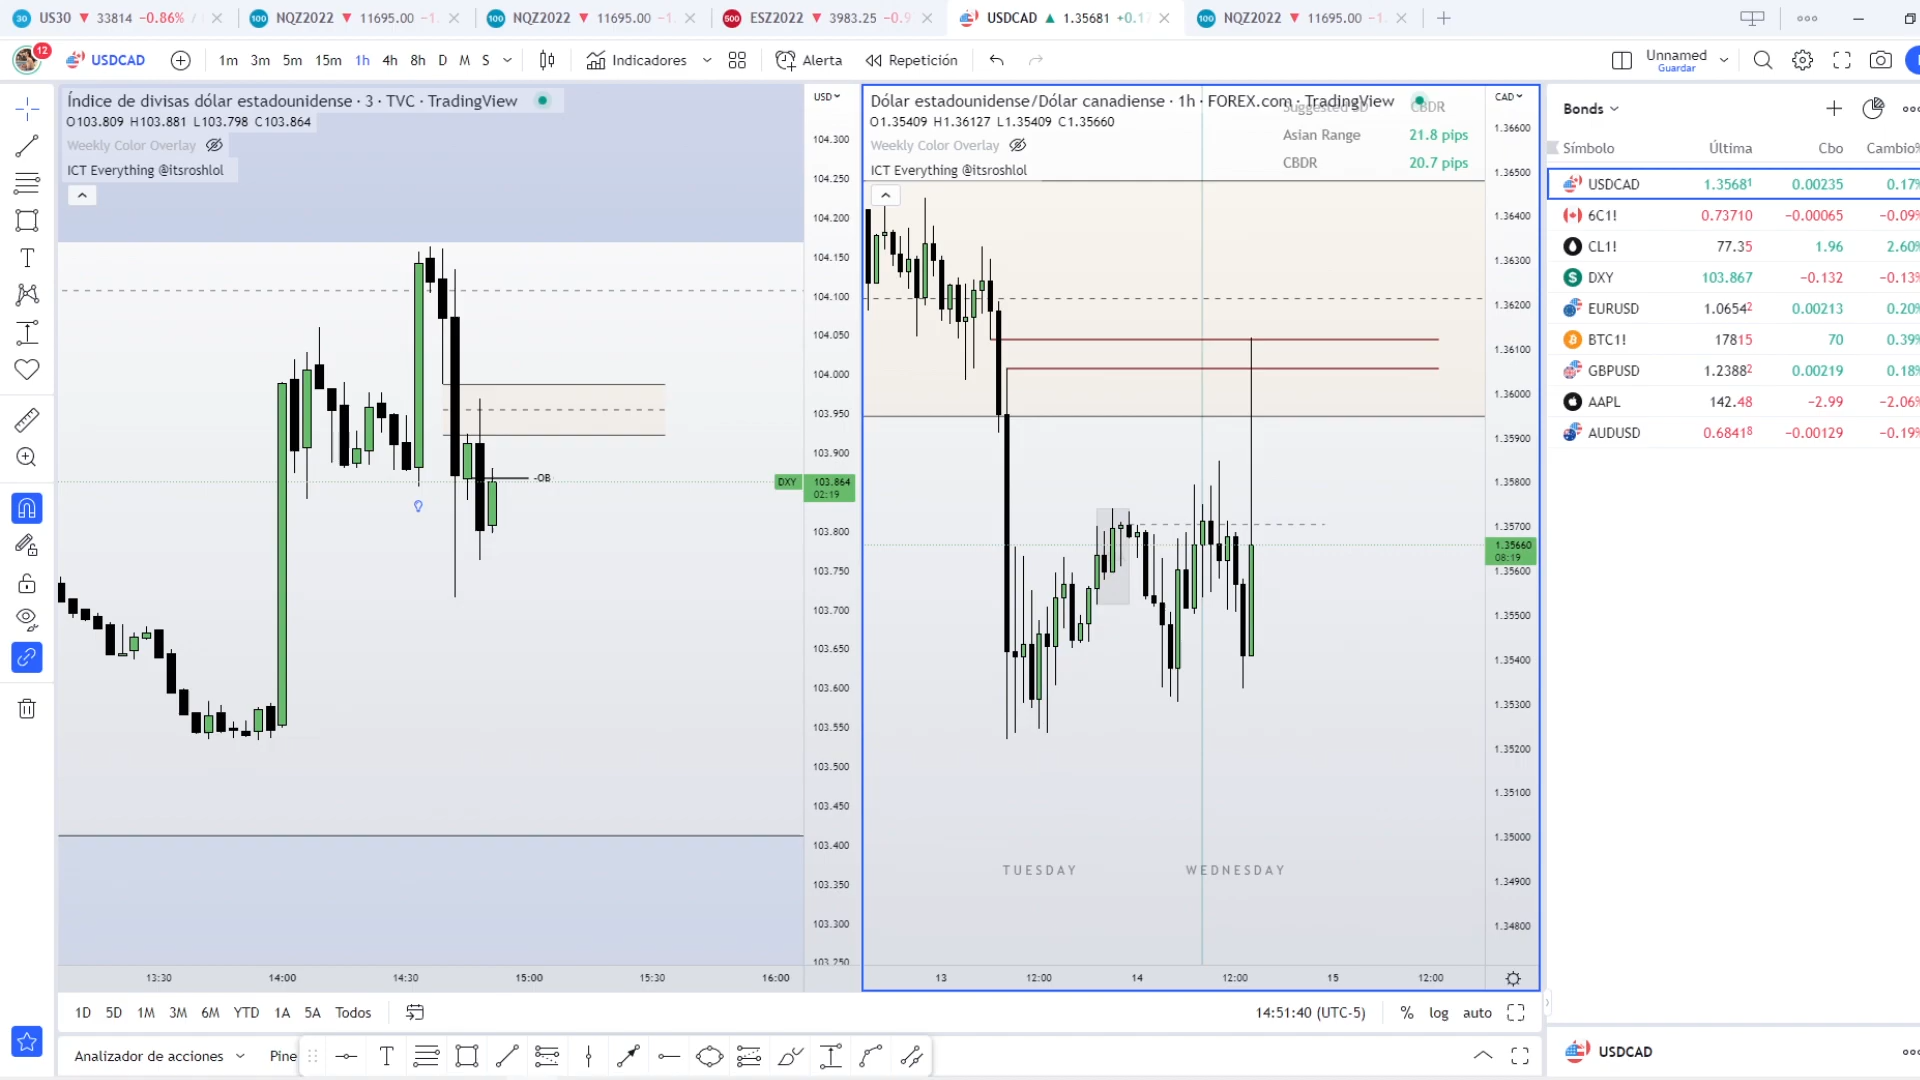 US30 ▼ 33814 −0.86%
NQZ2022 ▼ 11695.00
NQZ2022 ▼ 11695.00
ESZ2022 ▼ 3983.25
USDCAD ▲ 1.35681
NQZ2022 ▼ 11695.00
12
USDCAD
1m 3m 5m 15m 1h 4h 8h D M S
Indicadores
Alerta
Repetición
Unnamed
Guardar
Índice de divisas dólar estadounidense · 3 · TVC · TradingView
O103.809 H103.881 L103.798 C103.864
Weekly Color Overlay
ICT Everything @itsroshlol
USD
104.300
104.250
104.200
104.150
104.100
104.050
104.000
103.950
103.900
DXY 103.864
02:19
103.800
103.750
103.700
103.650
103.600
103.550
103.500
103.450
103.400
103.350
103.300
103.250
-OB
13:30 14:00 14:30 15:00 15:30 16:00
Dólar estadounidense/Dólar canadiense · 1h · FOREX.com · TradingView
O1.35409 H1.36127 L1.35409 C1.35660
Weekly Color Overlay
ICT Everything @itsroshlol
Suggested SD CBDR
Asian Range 21.8 pips
CBDR 20.7 pips
CAD
1.36600
1.36500
1.36400
1.36300
1.36200
1.36100
1.36000
1.35900
1.35800
1.35700
1.35660
08:19
1.35600
1.35500
1.35400
1.35300
1.35200
1.35100
1.35000
1.34900
1.34800
TUESDAY WEDNESDAY
13 12:00 14 12:00 15 12:00
Bonds
Símbolo Última Cbo Cambio%
USDCAD 1.35681 0.00235 0.17%
6C1! 0.73710 −0.00065 −0.09%
CL1! 77.35 1.96 2.60%
DXY 103.867 −0.132 −0.13%
EURUSD 1.06542 0.00213 0.20%
BTC1! 17815 70 0.39%
GBPUSD 1.23882 0.00219 0.18%
AAPL 142.48 −2.99 −2.06%
AUDUSD 0.68418 −0.00129 −0.19%
1D 5D 1M 3M 6M YTD 1A 5A Todos
14:51:40 (UTC-5) % log auto
Analizador de acciones Pine
USDCAD